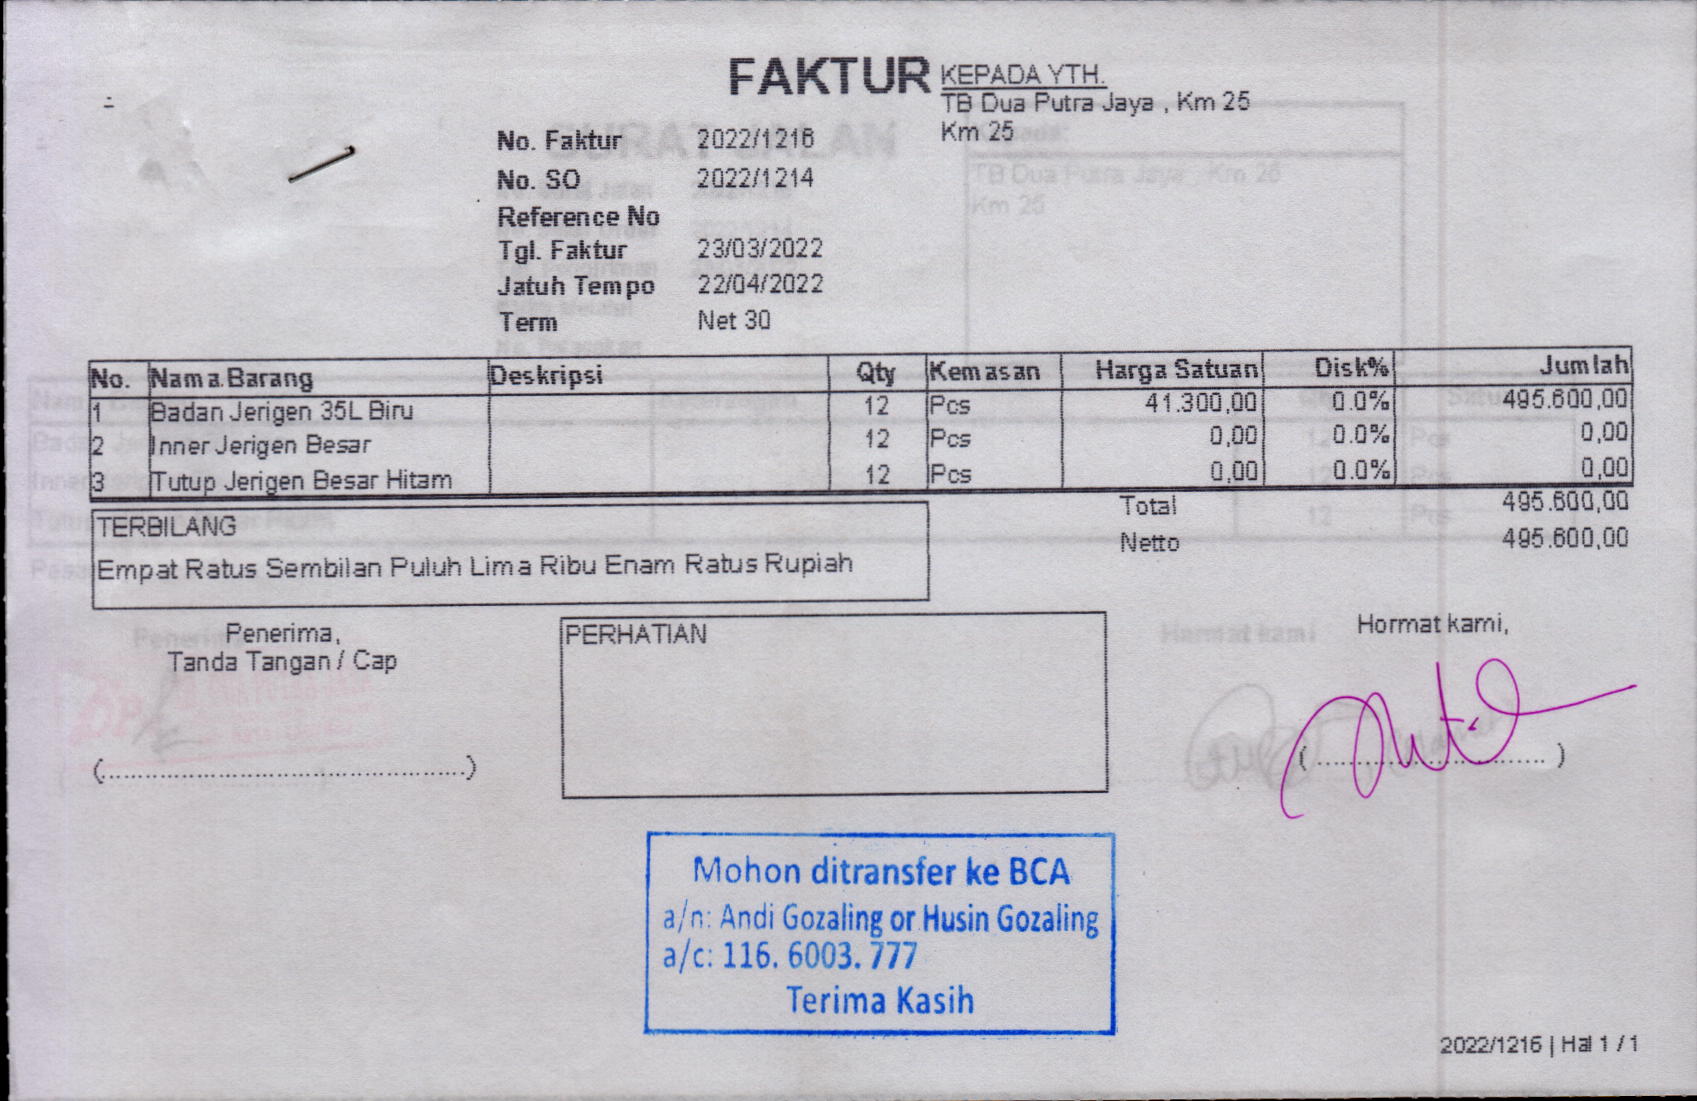 FAKTUR
KEPADA YTH.
TB Dua Putra Jaya , Km 25
Km 25
No. Faktur 2022/1216
No. SO 2022/1214
Reference No
Tgl. Faktur 23/03/2022
Jatuh Tempo 22/04/2022
Term Net 30
No. Nama Barang Deskripsi Qty Kemasan Harga Satuan Disk% Jumlah
1 Badan Jerigen 35L Biru 12 Pcs 41.300,00 0.0% 495.600,00
2 Inner Jerigen Besar 12 Pcs 0,00 0.0% 0,00
3 Tutup Jerigen Besar Hitam 12 Pcs 0,00 0.0% 0,00
Total 495.600,00
Netto 495.600,00
TERBILANG
Empat Ratus Sembilan Puluh Lima Ribu Enam Ratus Rupiah
Penerima,
Tanda Tangan / Cap
(............................................)
PERHATIAN
Hormat kami,
( ............................ )
Mohon ditransfer ke BCA
a/n: Andi Gozaling or Husin Gozaling
a/c: 116. 6003. 777
Terima Kasih
2022/1216 | Hal 1 / 1